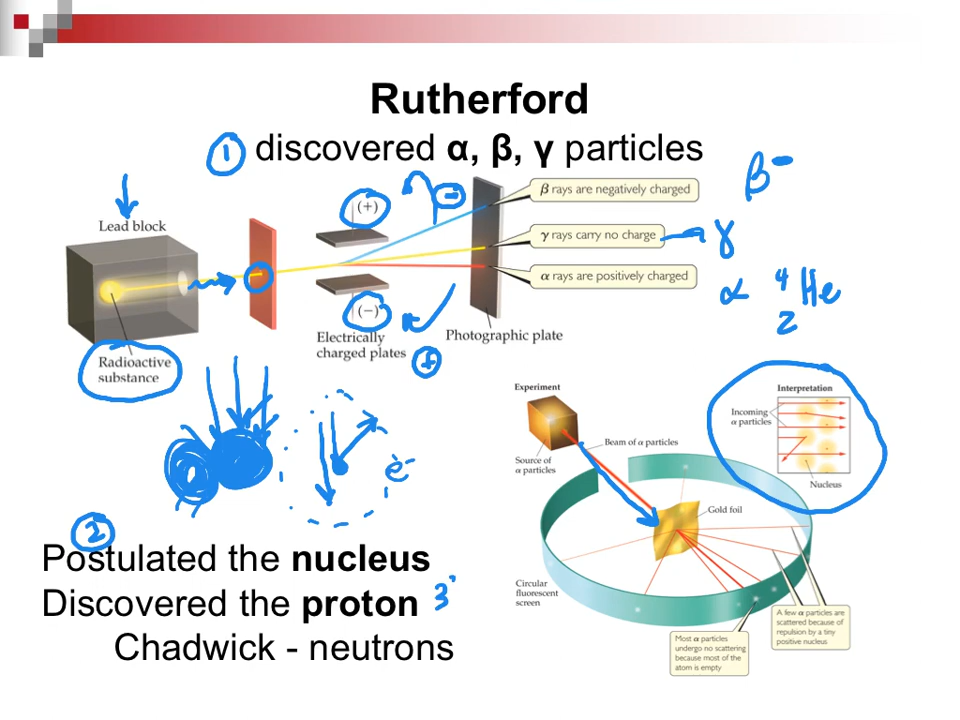 Rutherford
① discovered α, β, γ particles
β⁻
(+)
-
β rays are negatively charged
Lead block
γ rays carry no charge → γ
α rays are positively charged
α ⁴₂He
(−)
Electrically
charged plates
+
Photographic plate
Radioactive
substance
Experiment
Interpretation
Incoming
α particles
Beam of α particles
Source of
α particles
e⁻
Nucleus
Gold foil
②
Postulated the nucleus
Discovered the proton 3
Chadwick - neutrons
Circular
fluorescent
screen
A few α particles are
scattered because of
repulsion by a tiny
positive nucleus
Most α particles
undergo no scattering
because most of the
atom is empty